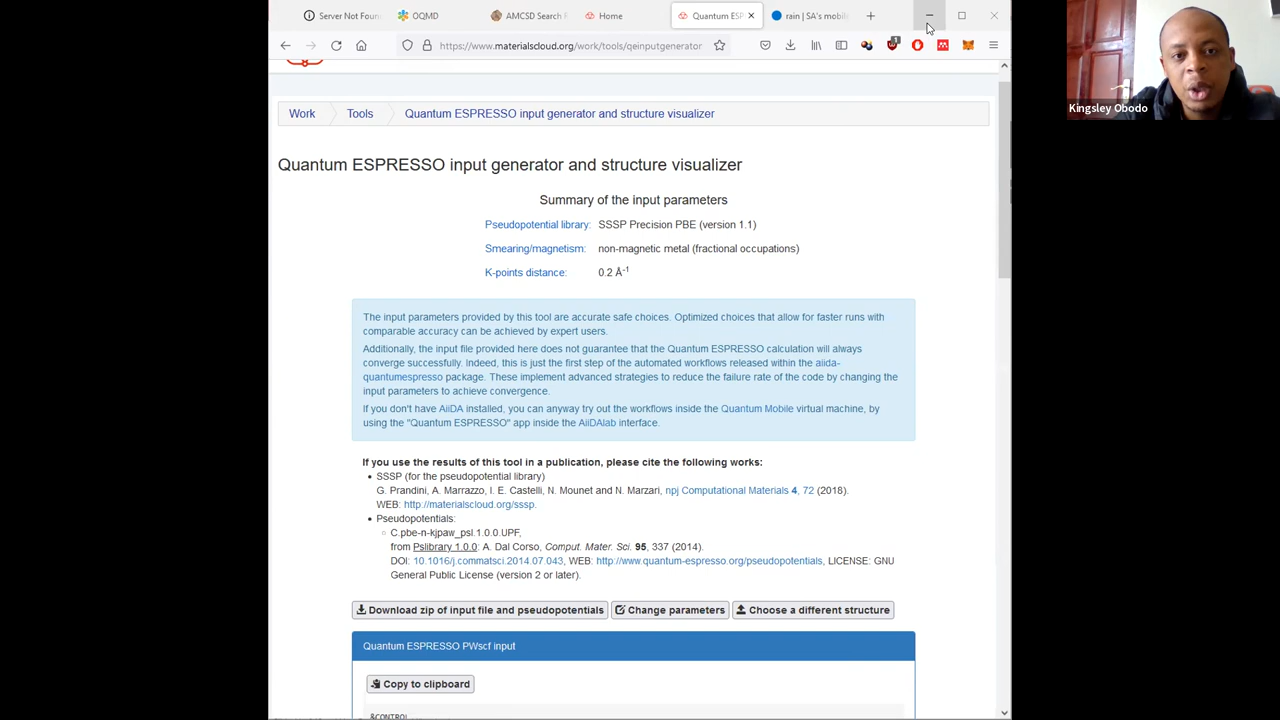 Server Not Foun
OQMD
AMCSD Search R
Home
Quantum ESP
rain | SA's mobile
https://www.materialscloud.org/work/tools/qeinputgenerator
1
Kingsley Obodo
Work
Tools
Quantum ESPRESSO input generator and structure visualizer
Quantum ESPRESSO input generator and structure visualizer
Summary of the input parameters
Pseudopotential library: SSSP Precision PBE (version 1.1)
Smearing/magnetism: non-magnetic metal (fractional occupations)
K-points distance: 0.2 Å-1
The input parameters provided by this tool are accurate safe choices. Optimized choices that allow for faster runs with
comparable accuracy can be achieved by expert users.
Additionally, the input file provided here does not guarantee that the Quantum ESPRESSO calculation will always
converge successfully. Indeed, this is just the first step of the automated workflows released within the aiida-
quantumespresso package. These implement advanced strategies to reduce the failure rate of the code by changing the
input parameters to achieve convergence.
If you don't have AiiDA installed, you can anyway try out the workflows inside the Quantum Mobile virtual machine, by
using the "Quantum ESPRESSO" app inside the AiiDAlab interface.
If you use the results of this tool in a publication, please cite the following works:
• SSSP (for the pseudopotential library)
G. Prandini, A. Marrazzo, I. E. Castelli, N. Mounet and N. Marzari, npj Computational Materials 4, 72 (2018).
WEB: http://materialscloud.org/sssp.
• Pseudopotentials:
○ C.pbe-n-kjpaw_psl.1.0.0.UPF,
from Pslibrary 1.0.0: A. Dal Corso, Comput. Mater. Sci. 95, 337 (2014).
DOI: 10.1016/j.commatsci.2014.07.043, WEB: http://www.quantum-espresso.org/pseudopotentials, LICENSE: GNU
General Public License (version 2 or later).
Download zip of input file and pseudopotentials
Change parameters
Choose a different structure
Quantum ESPRESSO PWscf input
Copy to clipboard
&CONTROL